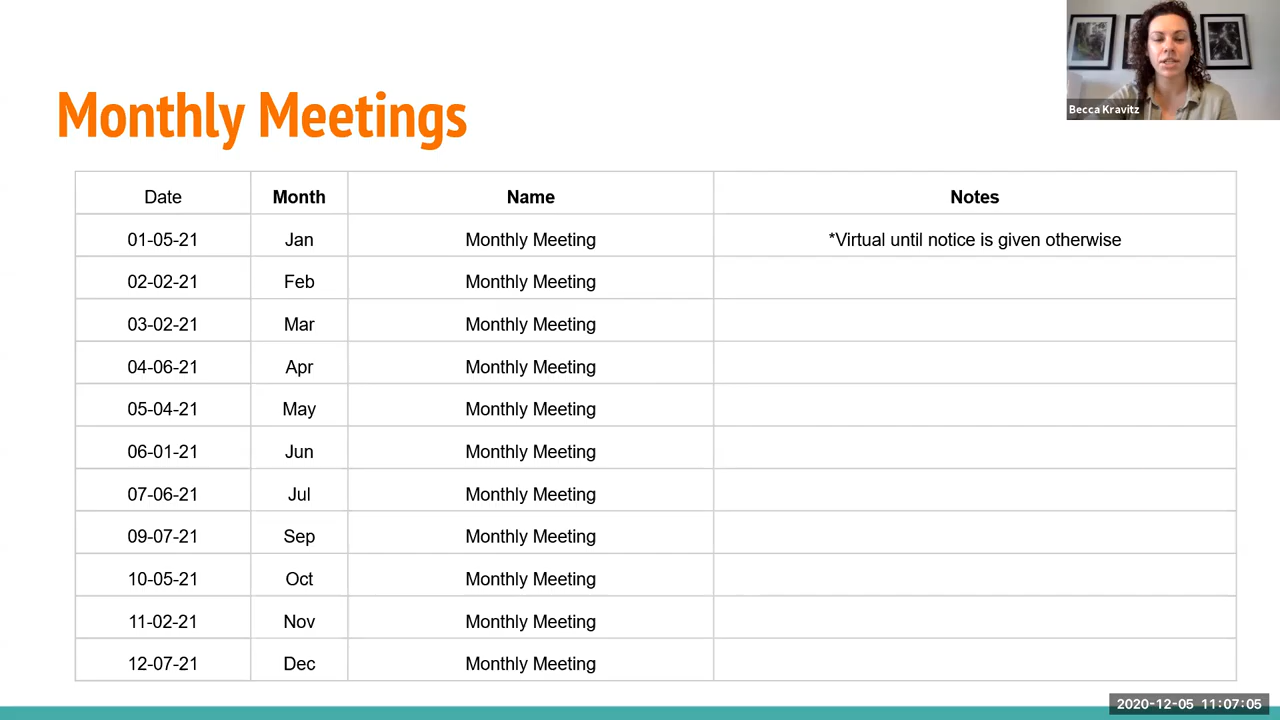 Becca Kravitz
Monthly Meetings
Date Month Name Notes
01-05-21 Jan Monthly Meeting *Virtual until notice is given otherwise
02-02-21 Feb Monthly Meeting
03-02-21 Mar Monthly Meeting
04-06-21 Apr Monthly Meeting
05-04-21 May Monthly Meeting
06-01-21 Jun Monthly Meeting
07-06-21 Jul Monthly Meeting
09-07-21 Sep Monthly Meeting
10-05-21 Oct Monthly Meeting
11-02-21 Nov Monthly Meeting
12-07-21 Dec Monthly Meeting
2020-12-05 11:07:05